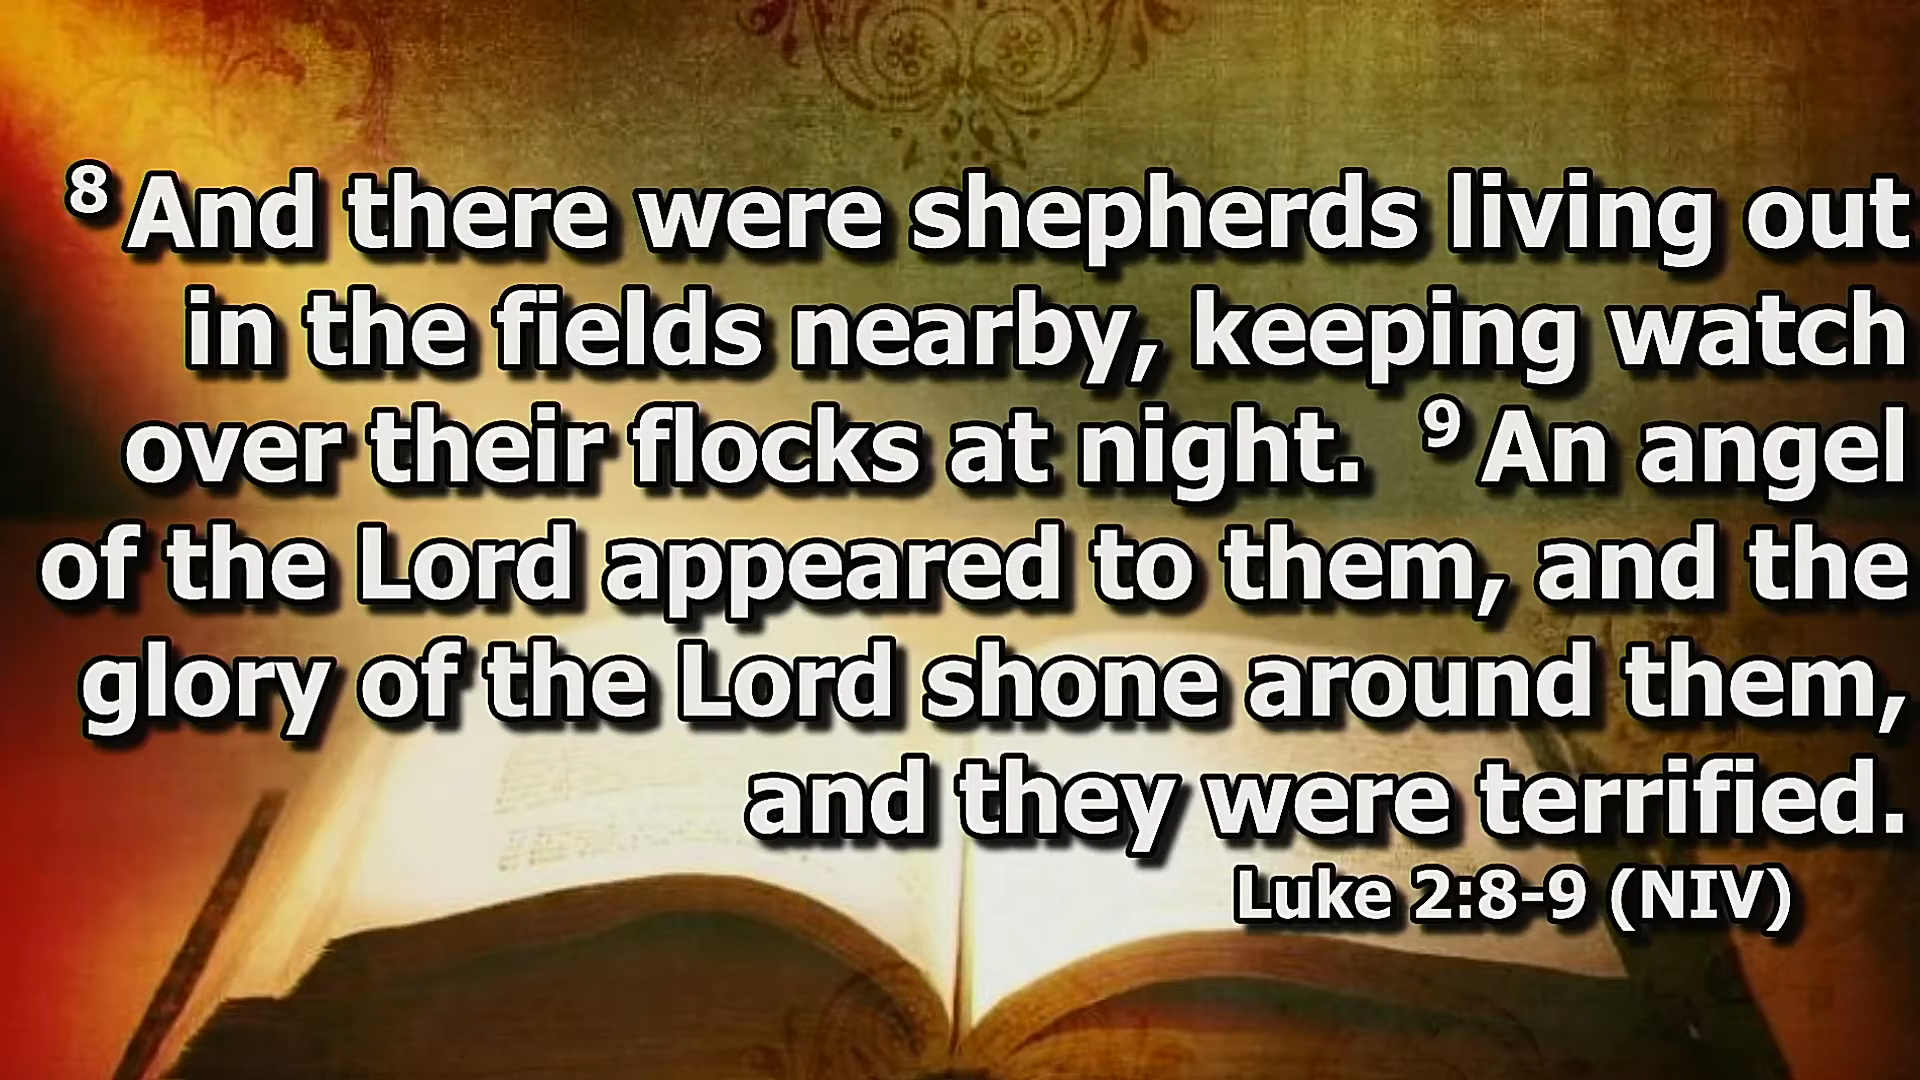 8 And there were shepherds living out
in the fields nearby, keeping watch
over their flocks at night. 9 An angel
of the Lord appeared to them, and the
glory of the Lord shone around them,
and they were terrified.
Luke 2:8-9 (NIV)